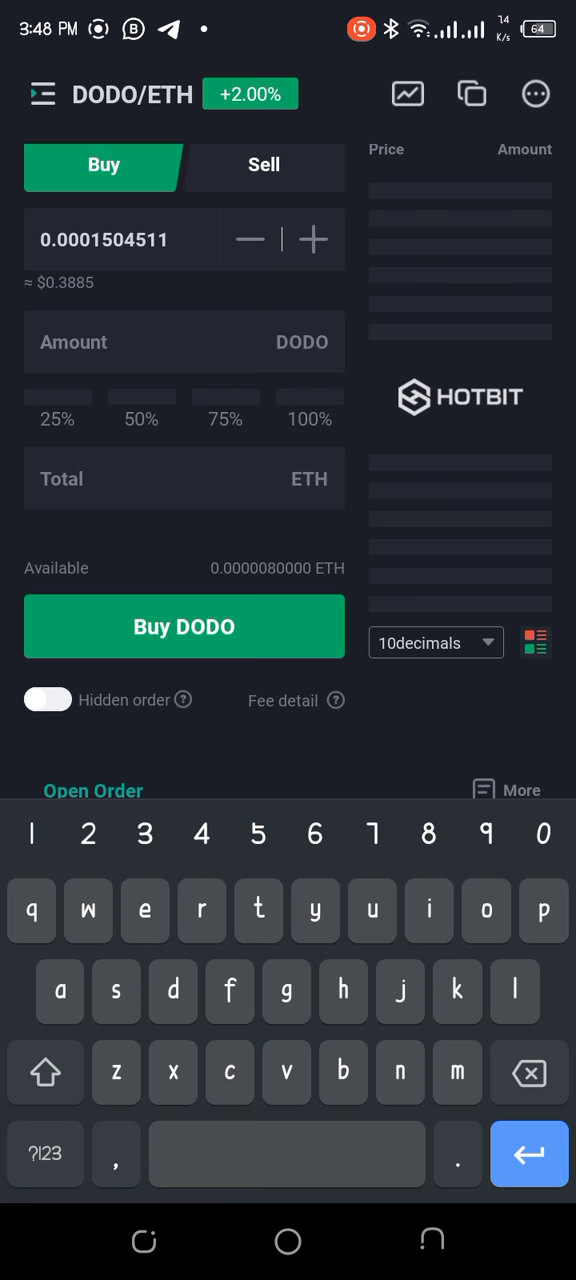 3:48 PM
14
K/s
64
DODO/ETH +2.00%
Buy Sell
Price Amount
0.0001504511
≈ $0.3885
Amount DODO
25% 50% 75% 100%
HOTBIT
Total ETH
Available 0.0000080000 ETH
Buy DODO
10decimals
Hidden order ? Fee detail ?
Open Order More
1 2 3 4 5 6 7 8 9 0
q w e r t y u i o p
a s d f g h j k l
z x c v b n m
?123 , .